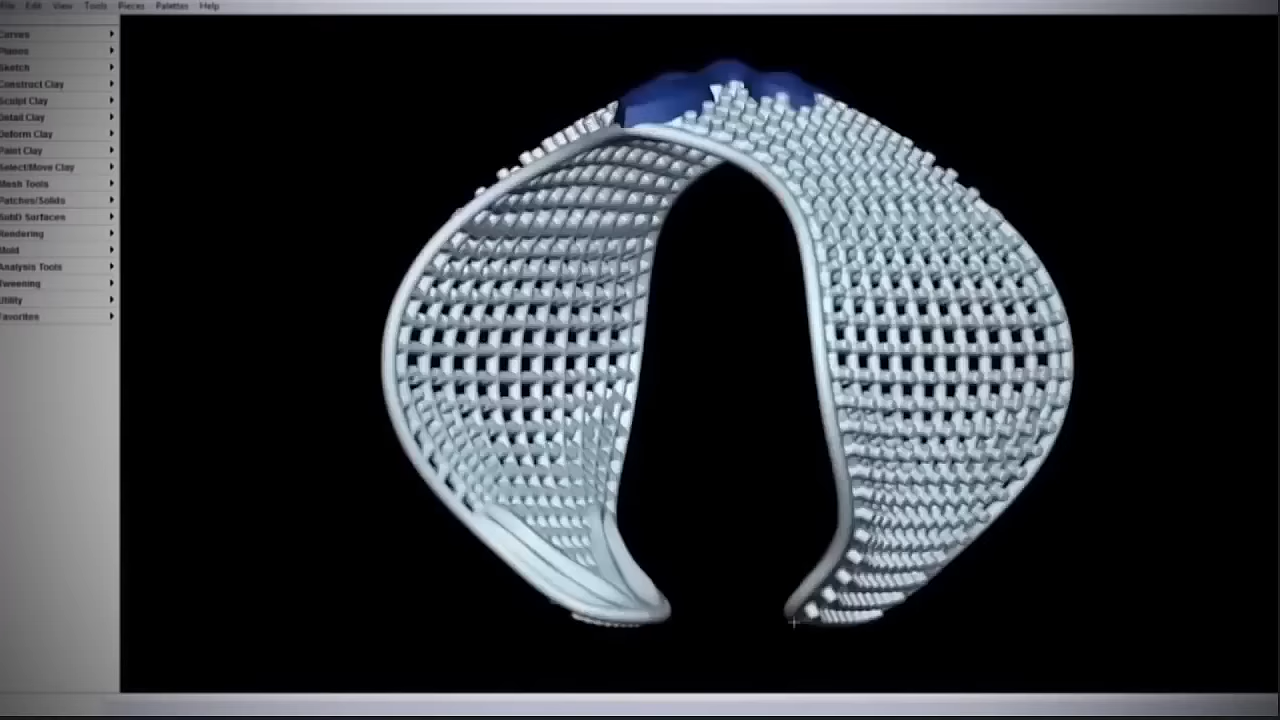 File Edit View Tools Pieces Palettes Help
Curves
Planes
Sketch
Construct Clay
Sculpt Clay
Detail Clay
Deform Clay
Paint Clay
Select/Move Clay
Mesh Tools
Patches/Solids
SubD Surfaces
Rendering
Mold
Analysis Tools
Tweening
Utility
Favorites